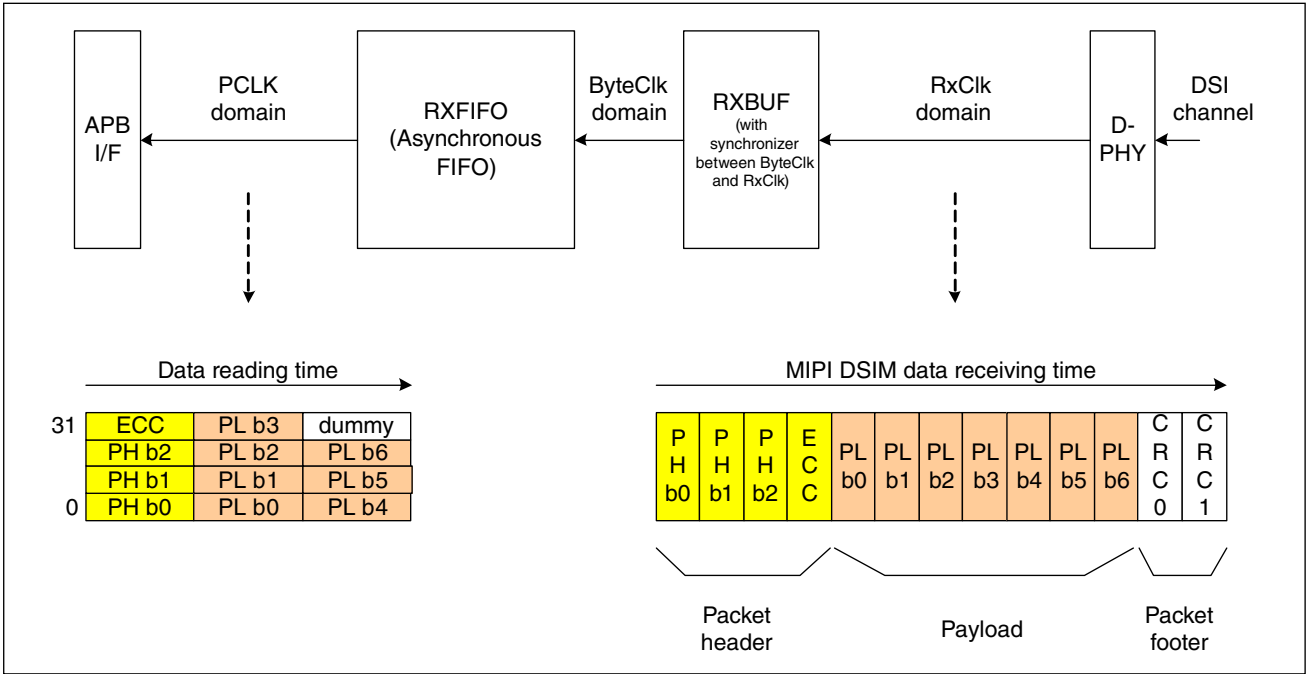 APB
I/F
PCLK
domain
RXFIFO
(Asynchronous
FIFO)
ByteClk
domain
RXBUF
(with
synchronizer
between ByteClk
and RxClk)
RxClk
domain
D-
PHY
DSI
channel
Data reading time
31
ECC
PL b3
dummy
PH b2
PL b2
PL b6
PH b1
PL b1
PL b5
0
PH b0
PL b0
PL b4
MIPI DSIM data receiving time
P
H
b0
P
H
b1
P
H
b2
E
C
C
PL
b0
PL
b1
PL
b2
PL
b3
PL
b4
PL
b5
PL
b6
C
R
C
0
C
R
C
1
Packet
header
Payload
Packet
footer